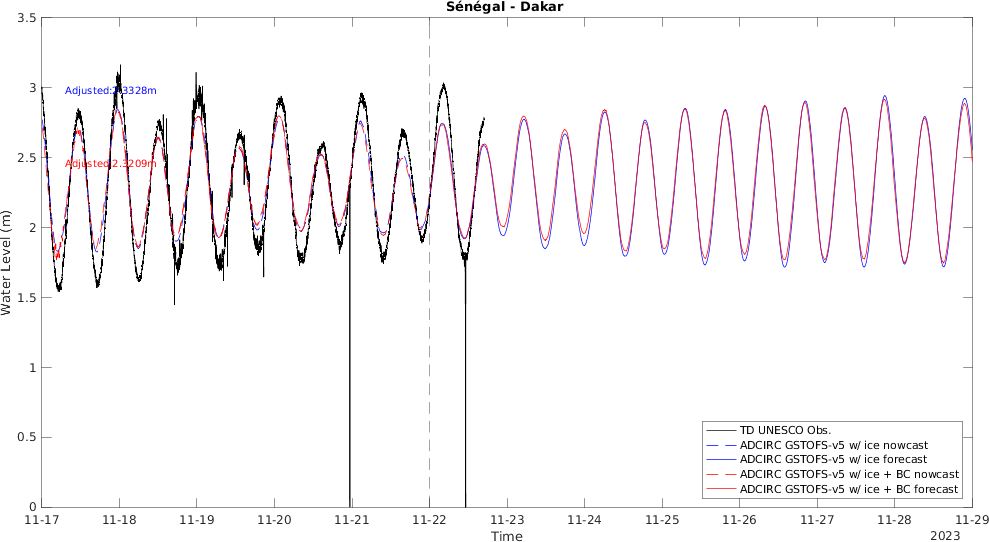 Sénégal - Dakar
3.5
3
2.5
2
1.5
1
0.5
0
Water Level (m)
Adjusted:2.3328m
Adjusted:2.3209m
TD UNESCO Obs.
ADCIRC GSTOFS-v5 w/ ice nowcast
ADCIRC GSTOFS-v5 w/ ice forecast
ADCIRC GSTOFS-v5 w/ ice + BC nowcast
ADCIRC GSTOFS-v5 w/ ice + BC forecast
11-17 11-18 11-19 11-20 11-21 11-22 11-23 11-24 11-25 11-26 11-27 11-28 11-29
Time
2023